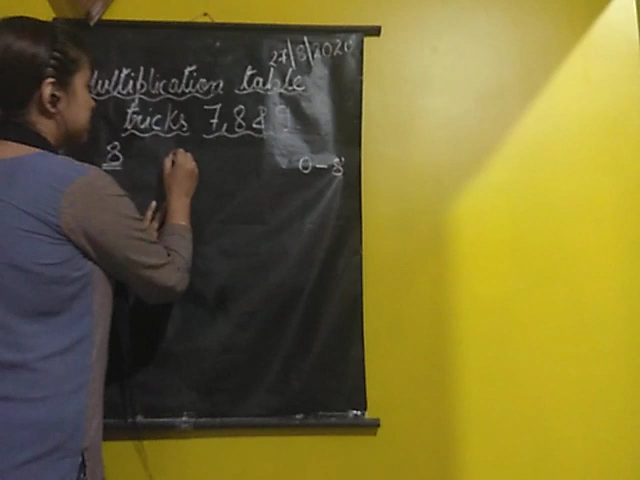 27/8/2020
Multiplication table
tricks 7,8 & 9
8
0-8